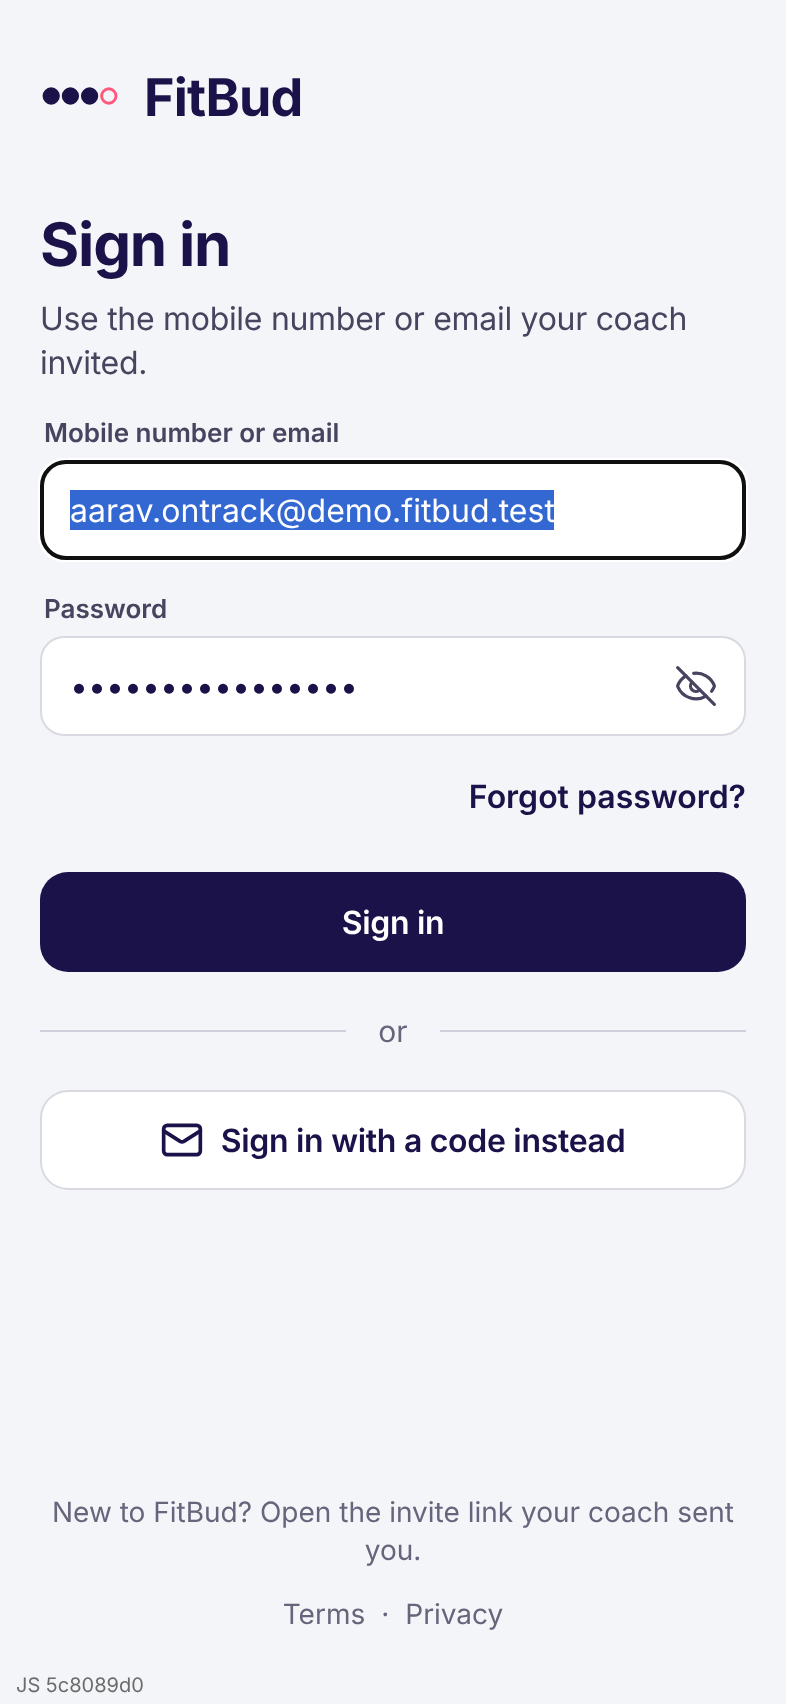 FitBud
Sign in
Use the mobile number or email your coach
invited.
Mobile number or email
aarav.ontrack@demo.fitbud.test
Password
Forgot password?
Sign in
or
Sign in with a code instead
New to FitBud? Open the invite link your coach sent
you.
Terms · Privacy
JS 5c8089d0